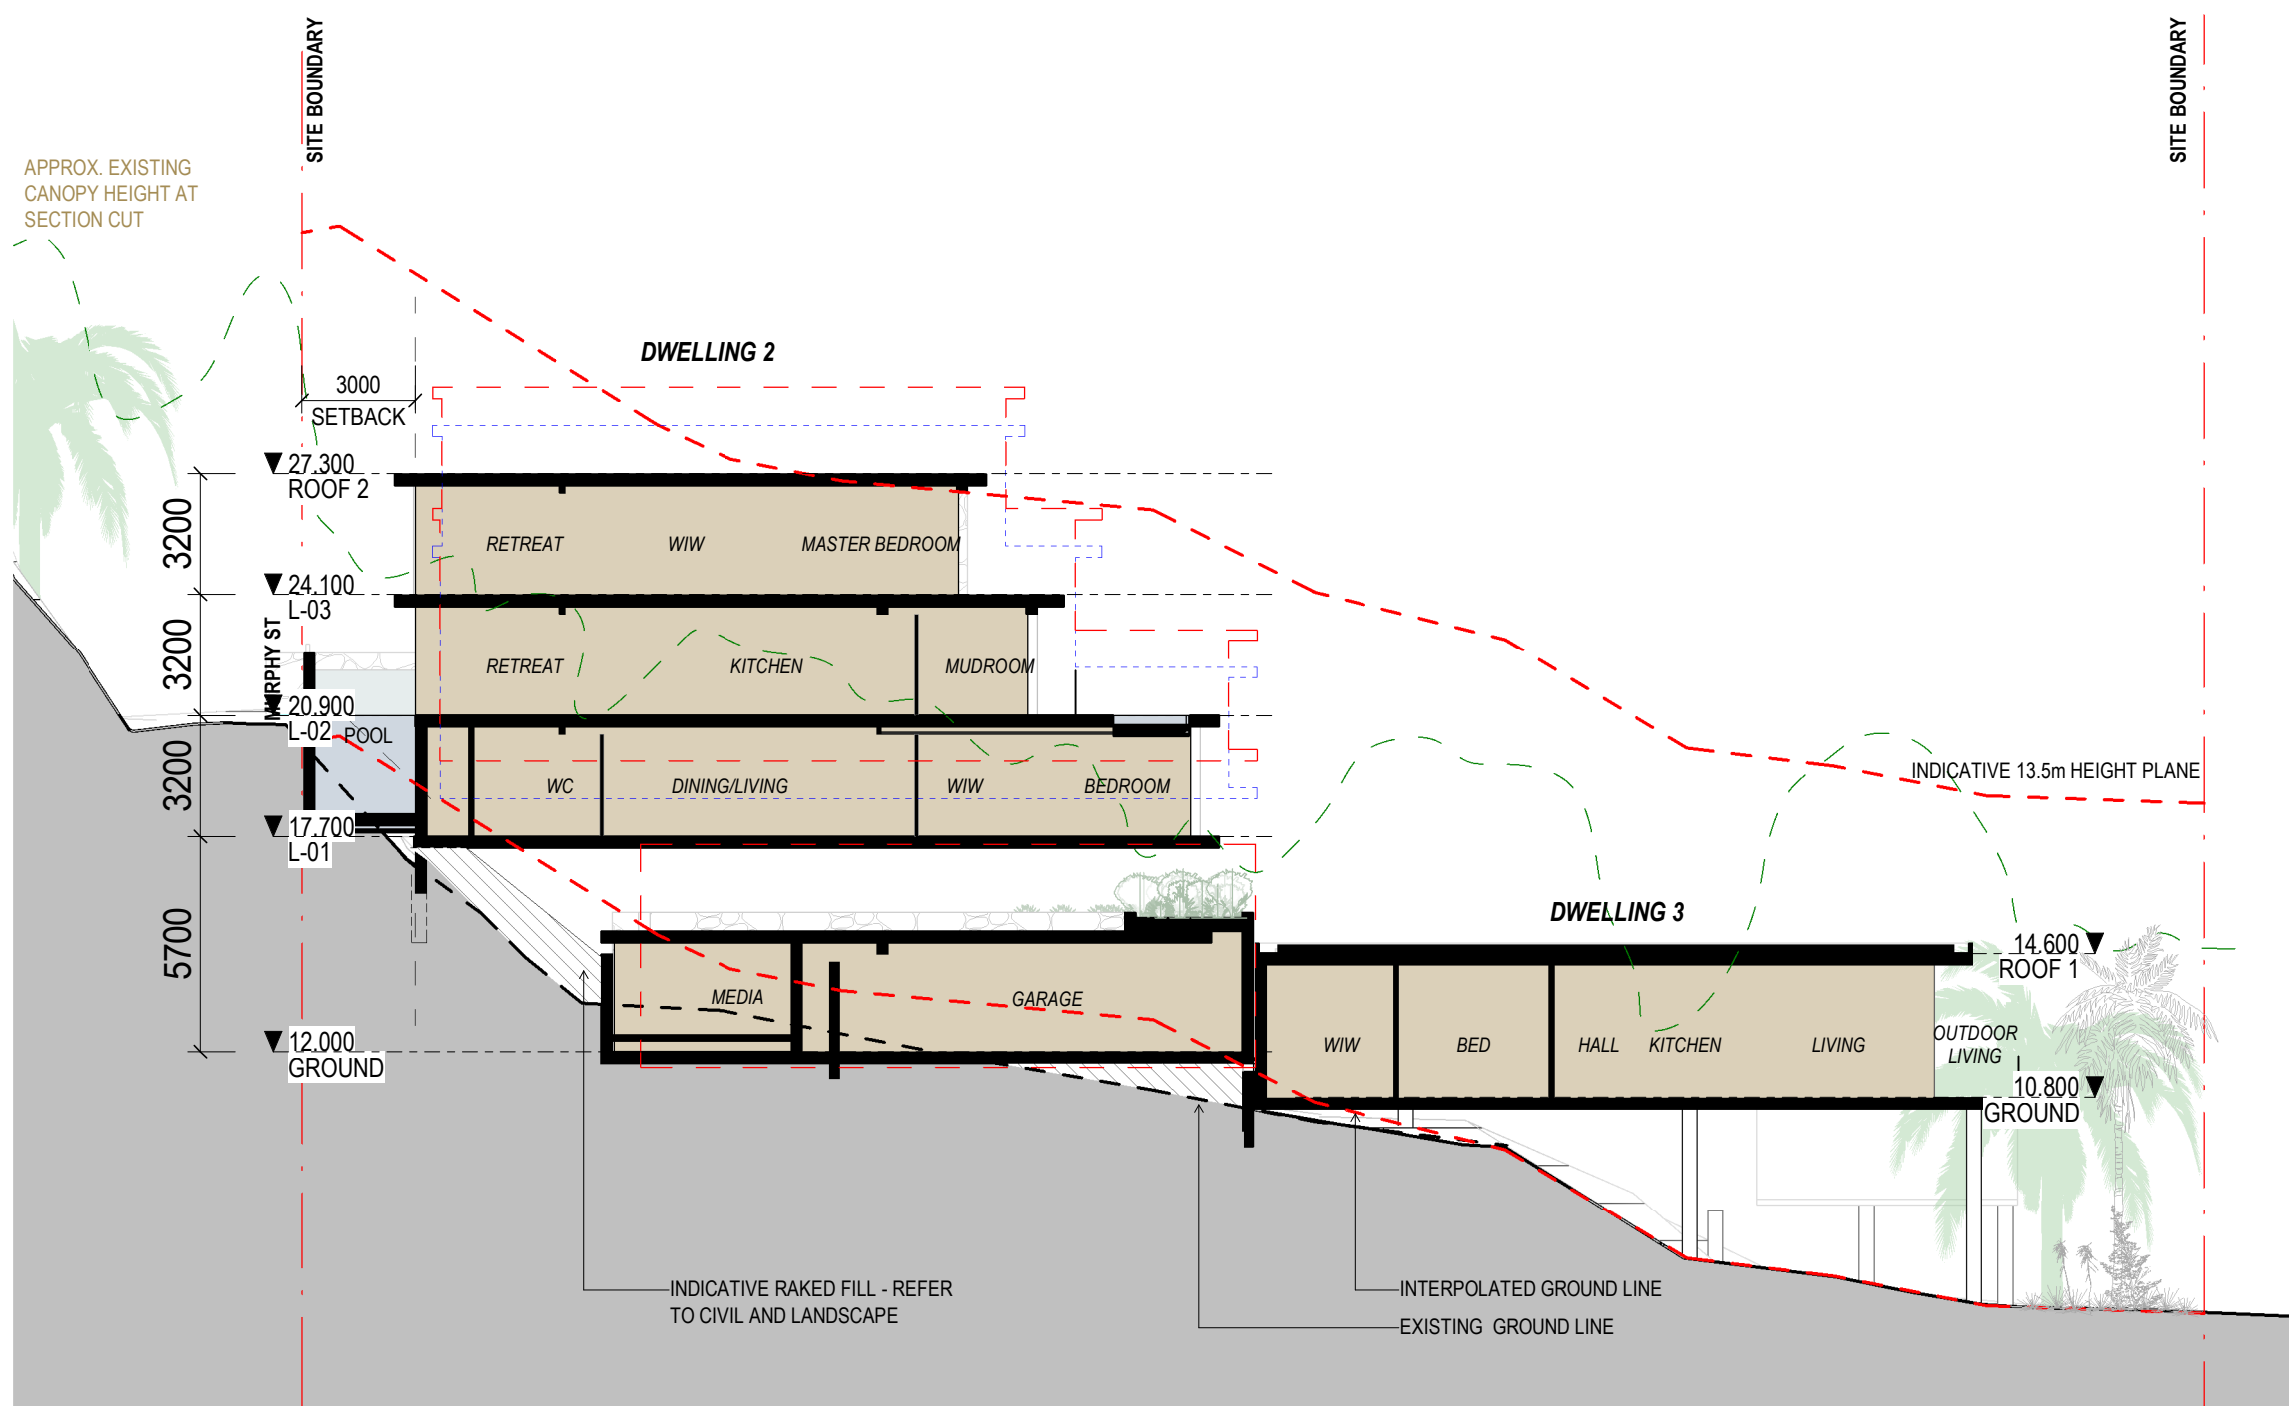 SITE BOUNDARY
SITE BOUNDARY
APPROX. EXISTING
CANOPY HEIGHT AT
SECTION CUT
DWELLING 2
3000
SETBACK
27.300
ROOF 2
3200
RETREAT
WIW
MASTER BEDROOM
24.100
L-03
3200
MURPHY ST
RETREAT
KITCHEN
MUDROOM
20.900
L-02
POOL
3200
WC
DINING/LIVING
WIW
BEDROOM
INDICATIVE 13.5m HEIGHT PLANE
17.700
L-01
5700
DWELLING 3
14.600
ROOF 1
MEDIA
GARAGE
12.000
GROUND
WIW
BED
HALL
KITCHEN
LIVING
OUTDOOR
LIVING
10.800
GROUND
INDICATIVE RAKED FILL - REFER
TO CIVIL AND LANDSCAPE
INTERPOLATED GROUND LINE
EXISTING GROUND LINE